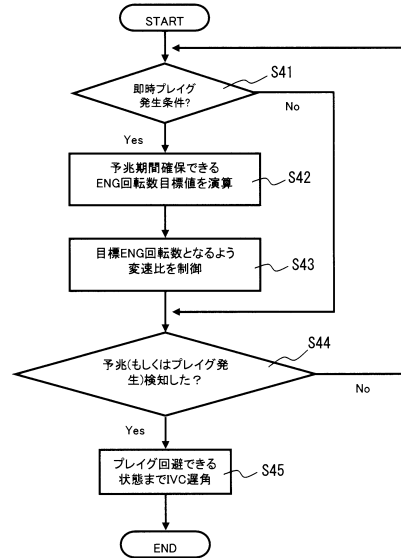 START
S41
即時プレイグ
発生条件?
No
Yes
予兆期間確保できる
ENG回転数目標値を演算
S42
目標ENG回転数となるよう
変速比を制御
S43
S44
予兆(もしくはプレイグ発
生)検知した?
No
Yes
プレイグ回避できる
状態までIVC遅角
S45
END